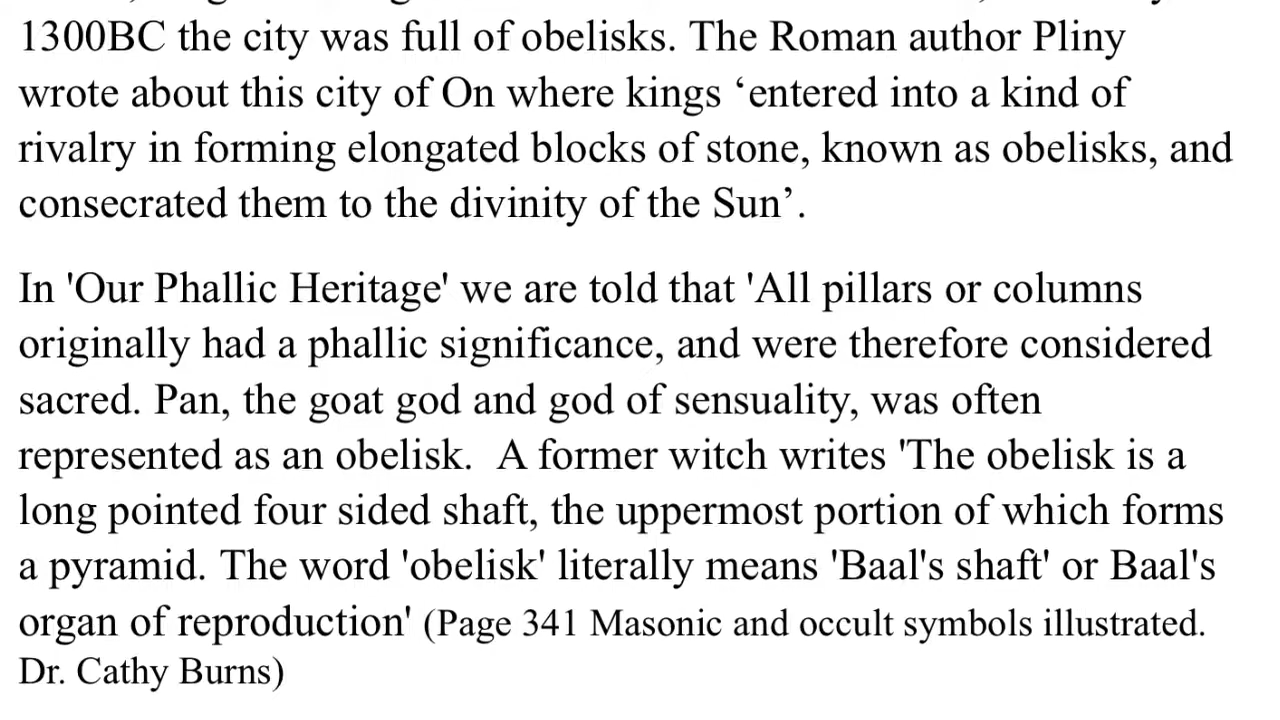 1300BC the city was full of obelisks. The Roman author Pliny
wrote about this city of On where kings ‘entered into a kind of
rivalry in forming elongated blocks of stone, known as obelisks, and
consecrated them to the divinity of the Sun’.
In 'Our Phallic Heritage' we are told that 'All pillars or columns
originally had a phallic significance, and were therefore considered
sacred. Pan, the goat god and god of sensuality, was often
represented as an obelisk.  A former witch writes 'The obelisk is a
long pointed four sided shaft, the uppermost portion of which forms
a pyramid. The word 'obelisk' literally means 'Baal's shaft' or Baal's
organ of reproduction' (Page 341 Masonic and occult symbols illustrated.
Dr. Cathy Burns)